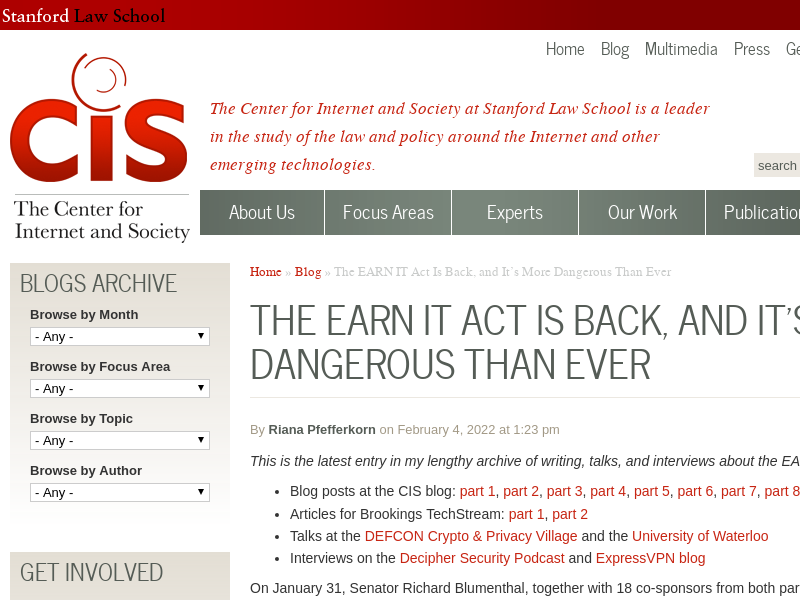 Stanford Law School
Home Blog Multimedia Press Ge
CiS
The Center for
Internet and Society
The Center for Internet and Society at Stanford Law School is a leader
in the study of the law and policy around the Internet and other
emerging technologies.
search
About Us Focus Areas Experts Our Work Publication
BLOGS ARCHIVE
Browse by Month
- Any -
Browse by Focus Area
- Any -
Browse by Topic
- Any -
Browse by Author
- Any -
GET INVOLVED
Home » Blog » The EARN IT Act Is Back, and It's More Dangerous Than Ever
THE EARN IT ACT IS BACK, AND IT'S
DANGEROUS THAN EVER
By Riana Pfefferkorn on February 4, 2022 at 1:23 pm
This is the latest entry in my lengthy archive of writing, talks, and interviews about the EA
• Blog posts at the CIS blog: part 1, part 2, part 3, part 4, part 5, part 6, part 7, part 8
• Articles for Brookings TechStream: part 1, part 2
• Talks at the DEFCON Crypto & Privacy Village and the University of Waterloo
• Interviews on the Decipher Security Podcast and ExpressVPN blog
On January 31, Senator Richard Blumenthal, together with 18 co-sponsors from both par